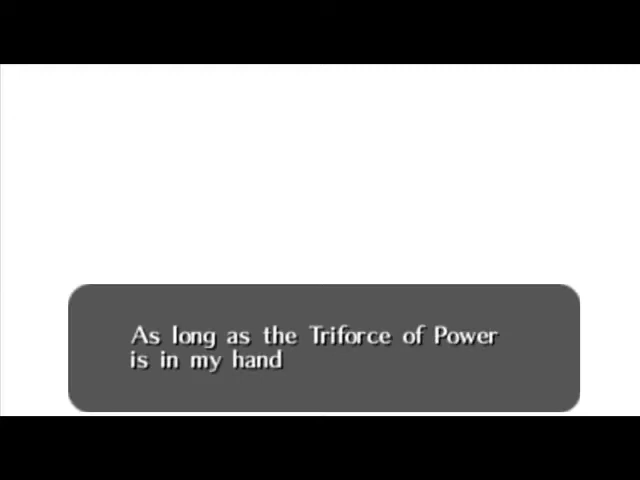 As long as the Triforce of Power
is in my hand